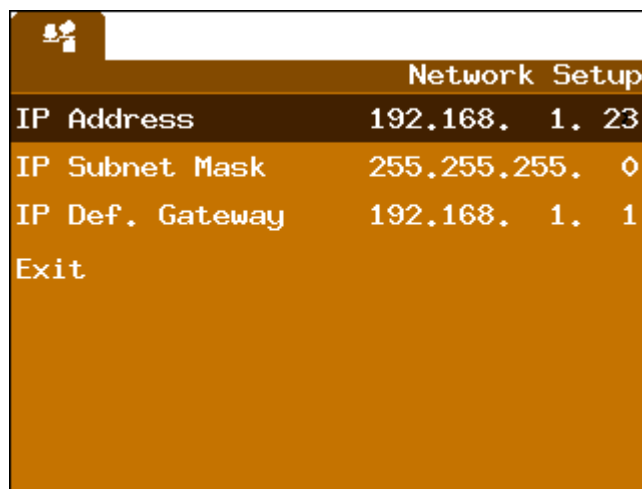 Network Setup
IP Address 192.168. 1. 23
IP Subnet Mask 255.255.255. 0
IP Def. Gateway 192.168. 1. 1
Exit